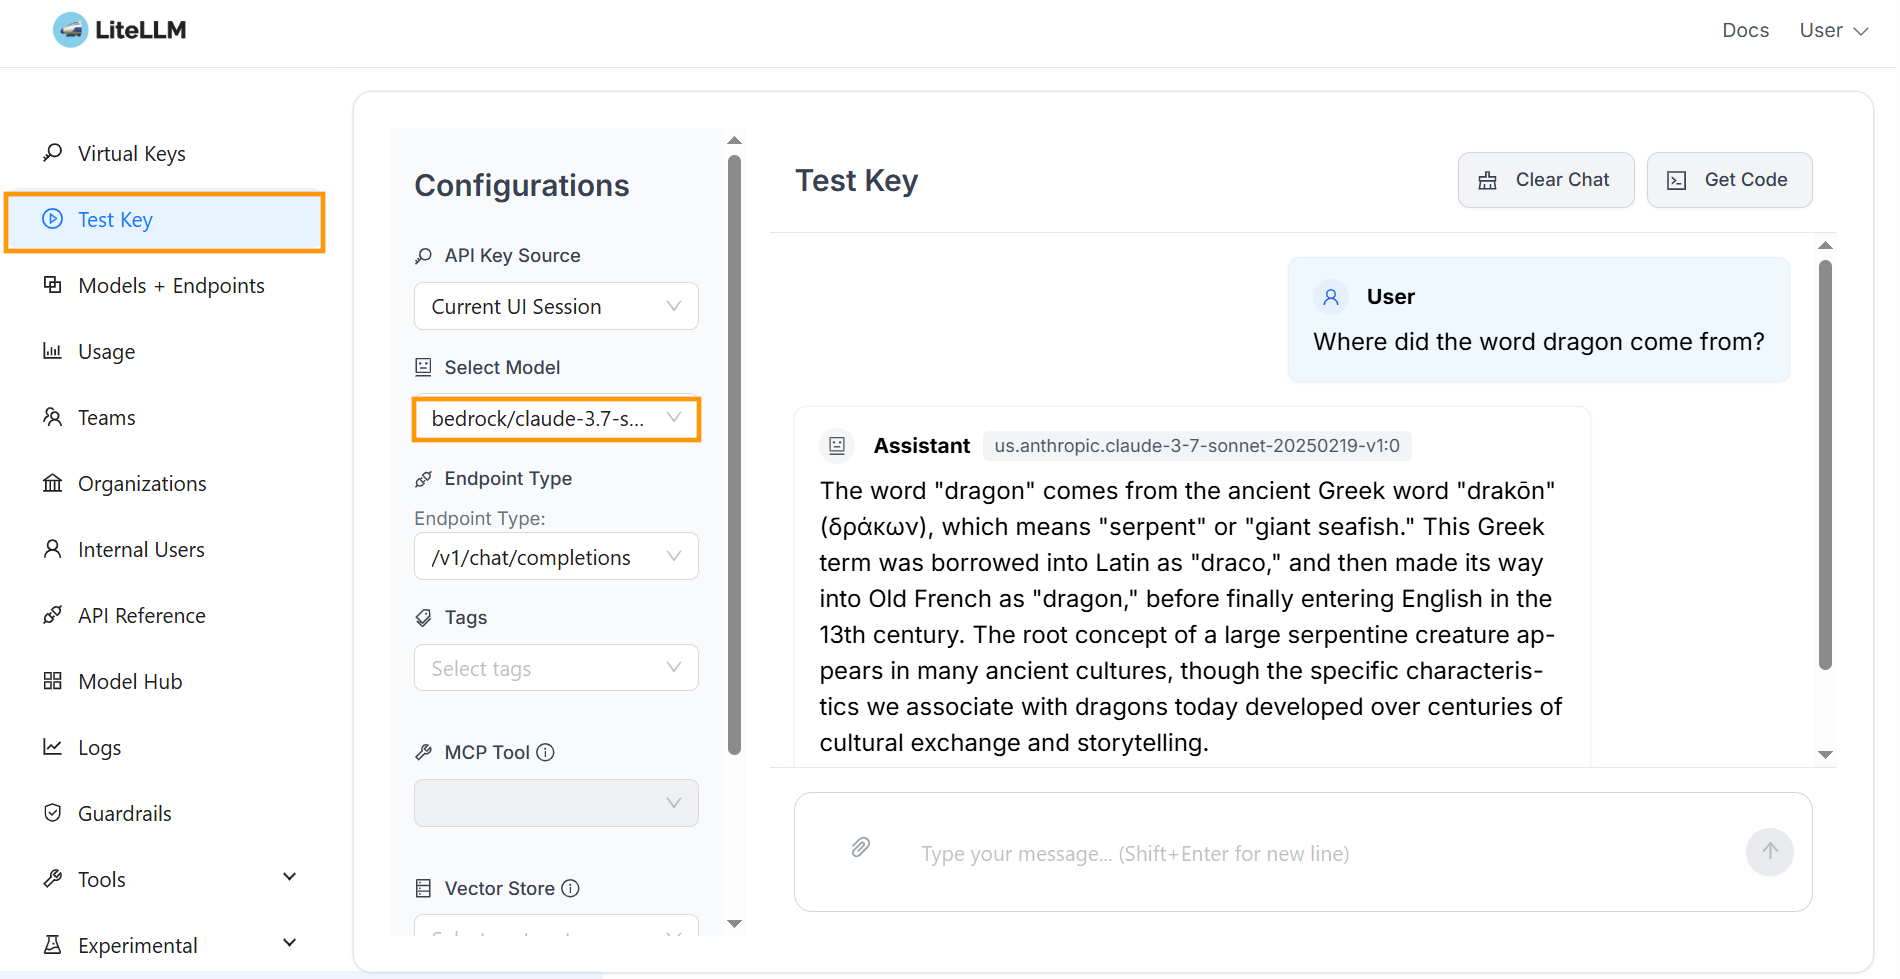 LiteLLM
Docs
User
Virtual Keys
Test Key
Models + Endpoints
Usage
Teams
Organizations
Internal Users
API Reference
Model Hub
Logs
Guardrails
Tools
Experimental
Configurations
API Key Source
Current UI Session
Select Model
bedrock/claude-3.7-s...
Endpoint Type
Endpoint Type:
/v1/chat/completions
Tags
Select tags
MCP Tool
Vector Store
Test Key
Clear Chat
Get Code
User
Where did the word dragon come from?
Assistant us.anthropic.claude-3-7-sonnet-20250219-v1:0
The word "dragon" comes from the ancient Greek word "drakōn"
(δράκων), which means "serpent" or "giant seafish." This Greek
term was borrowed into Latin as "draco," and then made its way
into Old French as "dragon," before finally entering English in the
13th century. The root concept of a large serpentine creature ap-
pears in many ancient cultures, though the specific characteris-
tics we associate with dragons today developed over centuries of
cultural exchange and storytelling.
Type your message... (Shift+Enter for new line)